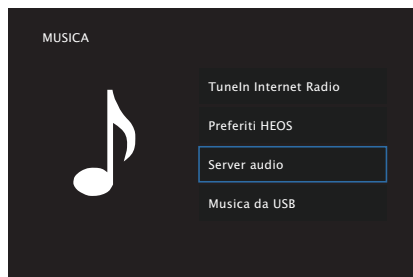 MUSICA
TuneIn Internet Radio
Preferiti HEOS
Server audio
Musica da USB